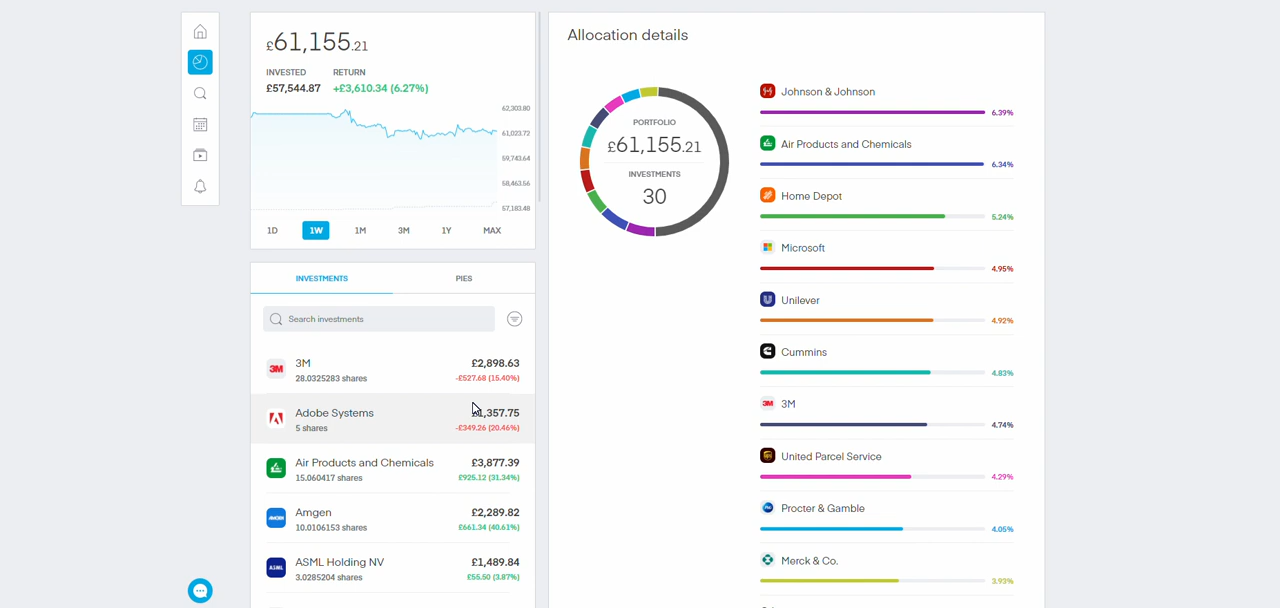 £61,155.21
INVESTED RETURN
£57,544.87 +£3,610.34 (6.27%)
62,303.80
61,023.72
59,743.64
58,463.56
57,183.48
1D 1W 1M 3M 1Y MAX
INVESTMENTS PIES
Search investments
3M £2,898.63
28.0325283 shares -£527.68 (15.40%)
Adobe Systems 1,357.75
5 shares -£349.26 (20.46%)
Air Products and Chemicals £3,877.39
15.060417 shares £925.12 (31.34%)
AMGEN
Amgen £2,289.82
10.0106153 shares £661.34 (40.61%)
ASML
ASML Holding NV £1,489.84
3.0285204 shares £55.50 (3.87%)
Allocation details
PORTFOLIO
£61,155.21
INVESTMENTS
30
Johnson & Johnson
6.39%
Air Products and Chemicals
6.34%
Home Depot
5.24%
Microsoft
4.95%
Unilever
4.92%
Cummins
4.83%
3M 3M
4.74%
United Parcel Service
4.29%
Procter & Gamble
4.05%
Merck & Co.
3.93%